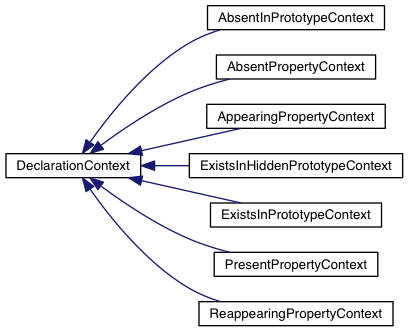 AbsentInPrototypeContext
AbsentPropertyContext
AppearingPropertyContext
DeclarationContext
ExistsInHiddenPrototypeContext
ExistsInPrototypeContext
PresentPropertyContext
ReappearingPropertyContext